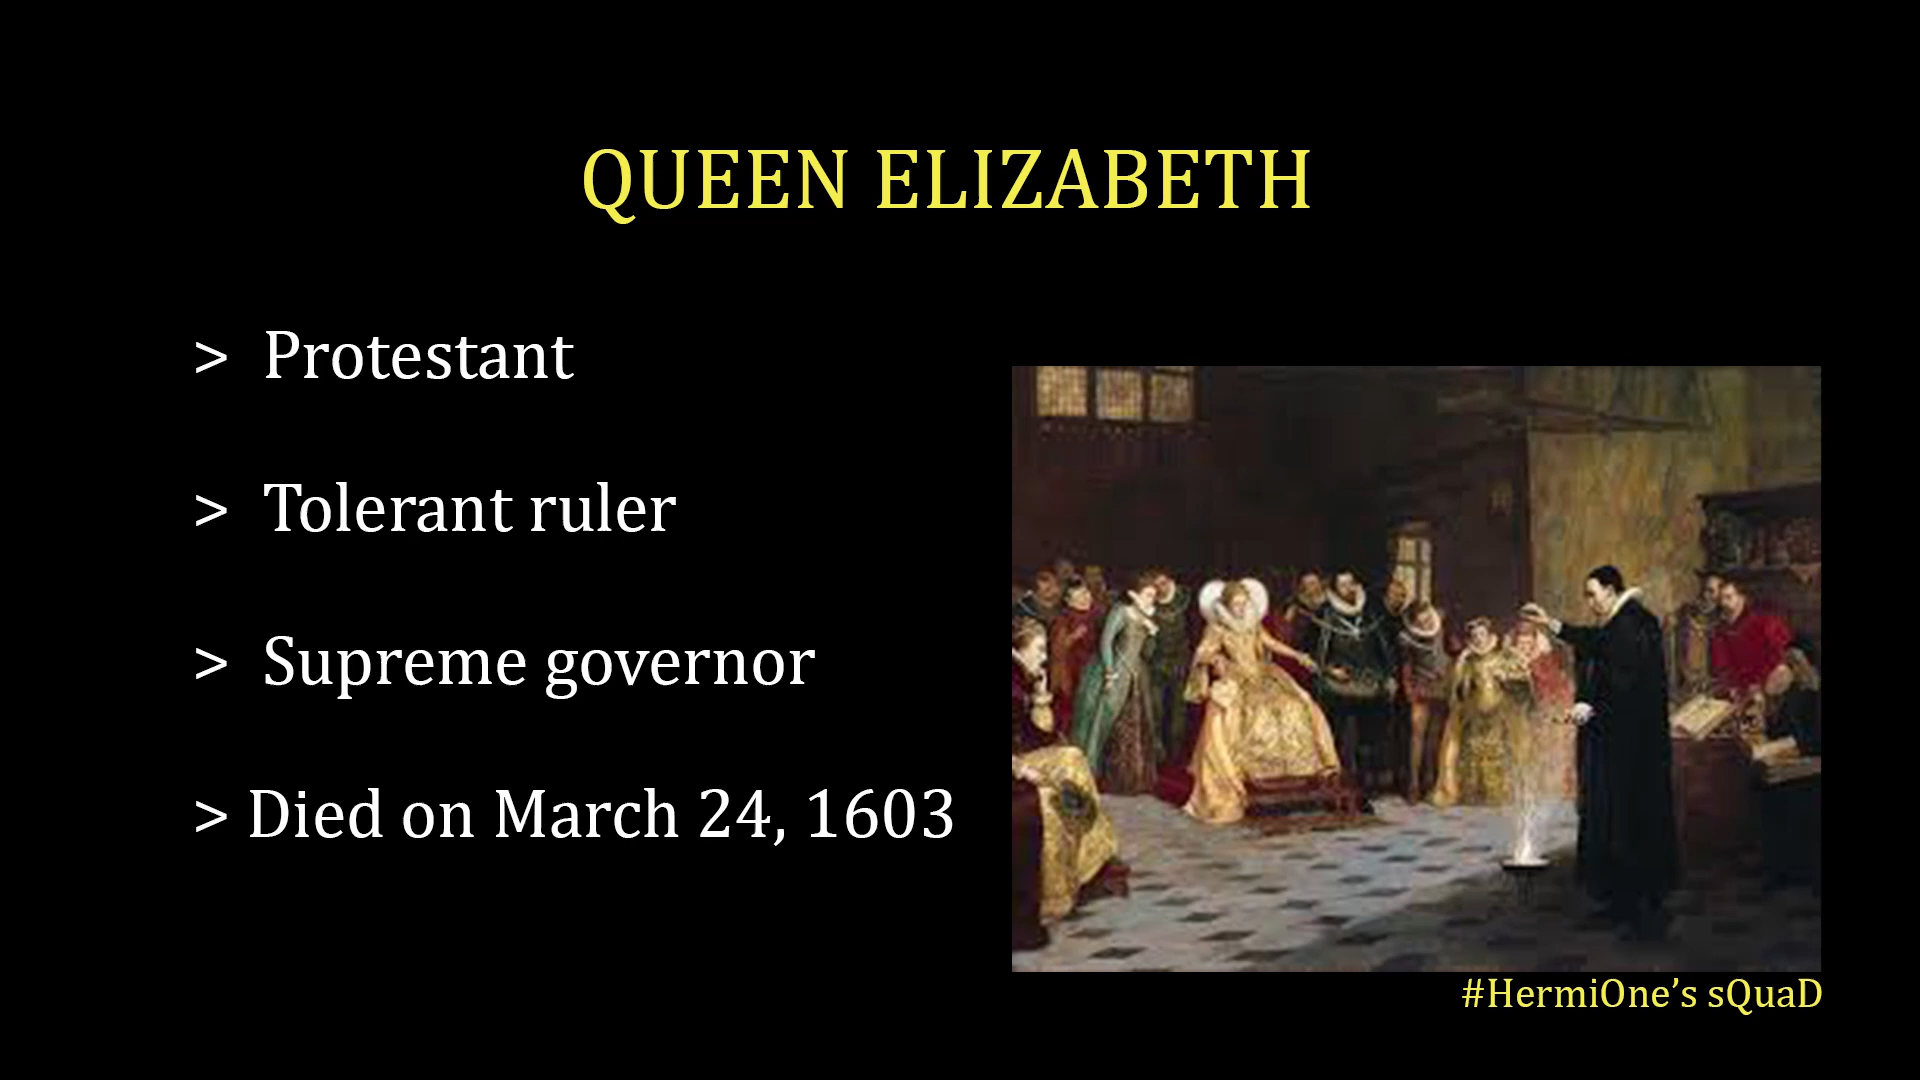 QUEEN ELIZABETH
> Protestant
> Tolerant ruler
> Supreme governor
> Died on March 24, 1603
#HermiOne’s sQuaD